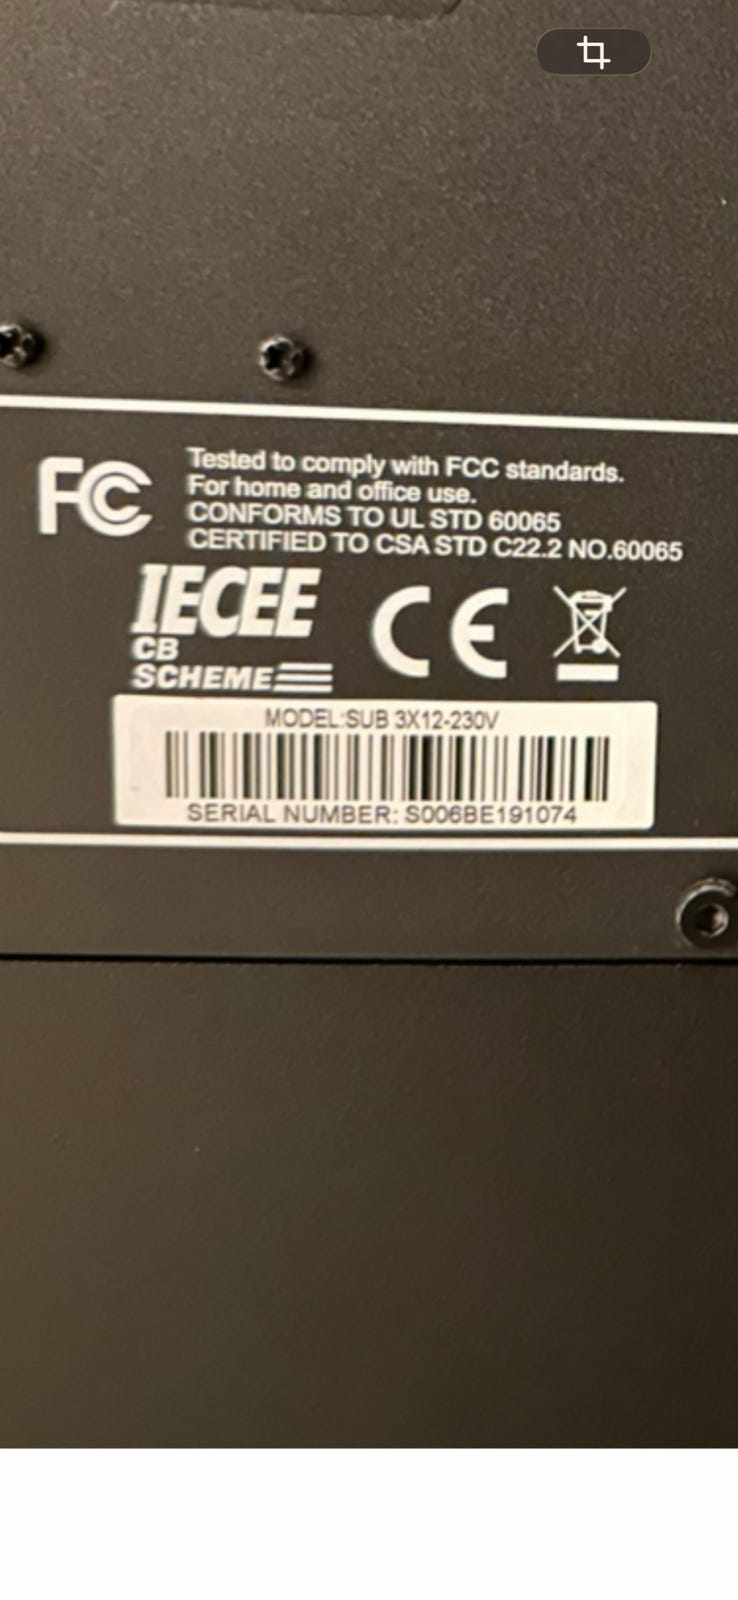 FC
Tested to comply with FCC standards.
For home and office use.
CONFORMS TO UL STD 60065
CERTIFIED TO CSA STD C22.2 NO.60065
IECEE
CB
SCHEME
CE
MODEL:SUB 3X12-230V
SERIAL NUMBER: S006BE191074